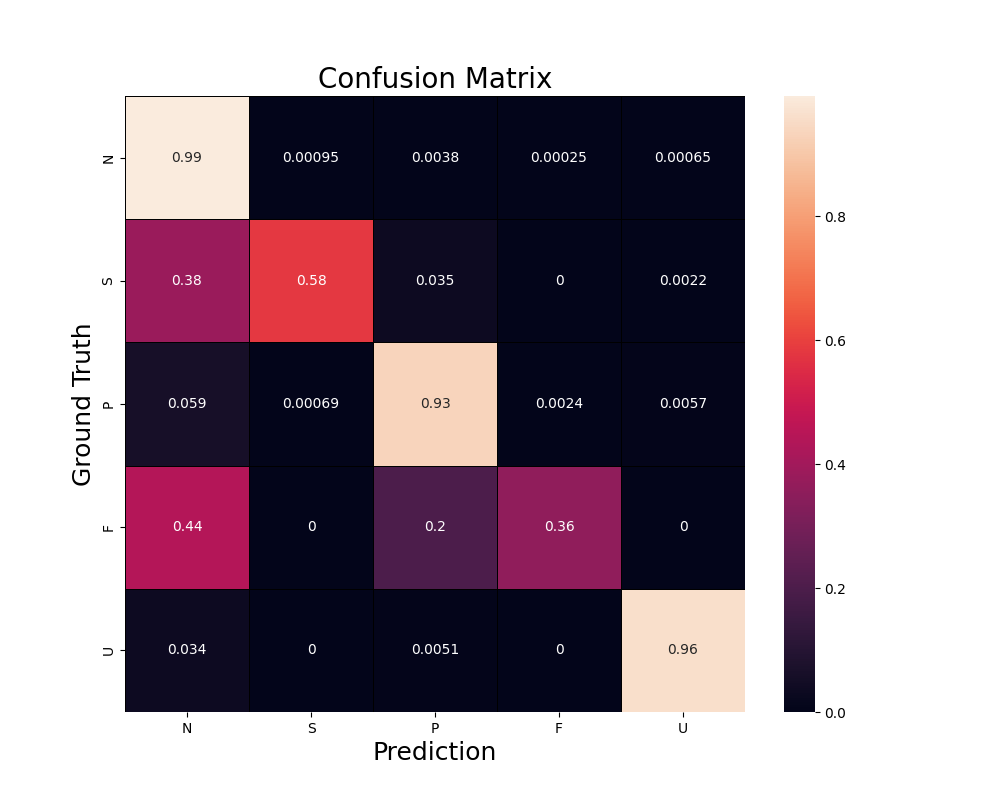 Confusion Matrix
N 0.99 0.00095 0.0038 0.00025 0.00065
0.8
S 0.38 0.58 0.035 0 0.0022
0.6
Ground Truth
P 0.059 0.00069 0.93 0.0024 0.0057
0.4
F 0.44 0 0.2 0.36 0
0.2
U 0.034 0 0.0051 0 0.96
0.0
N S P F U
Prediction